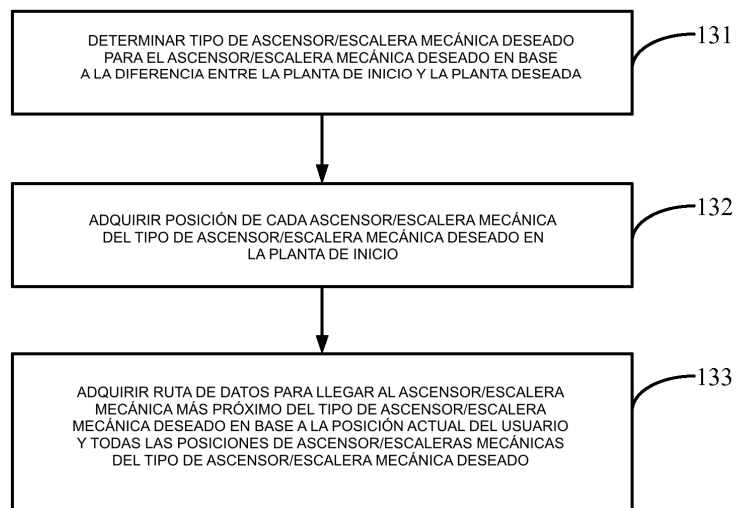 DETERMINAR TIPO DE ASCENSOR/ESCALERA MECÁNICA DESEADO
PARA EL ASCENSOR/ESCALERA MECÁNICA DESEADO EN BASE
A LA DIFERENCIA ENTRE LA PLANTA DE INICIO Y LA PLANTA DESEADA
131
ADQUIRIR POSICIÓN DE CADA ASCENSOR/ESCALERA MECÁNICA
DEL TIPO DE ASCENSOR/ESCALERA MECÁNICA DESEADO EN
LA PLANTA DE INICIO
132
ADQUIRIR RUTA DE DATOS PARA LLEGAR AL ASCENSOR/ESCALERA
MECÁNICA MÁS PRÓXIMO DEL TIPO DE ASCENSOR/ESCALERA
MECÁNICA DESEADO EN BASE A LA POSICIÓN ACTUAL DEL USUARIO
Y TODAS LAS POSICIONES DE ASCENSOR/ESCALERAS MECÁNICAS
DEL TIPO DE ASCENSOR/ESCALERA MECÁNICA DESEADO
133